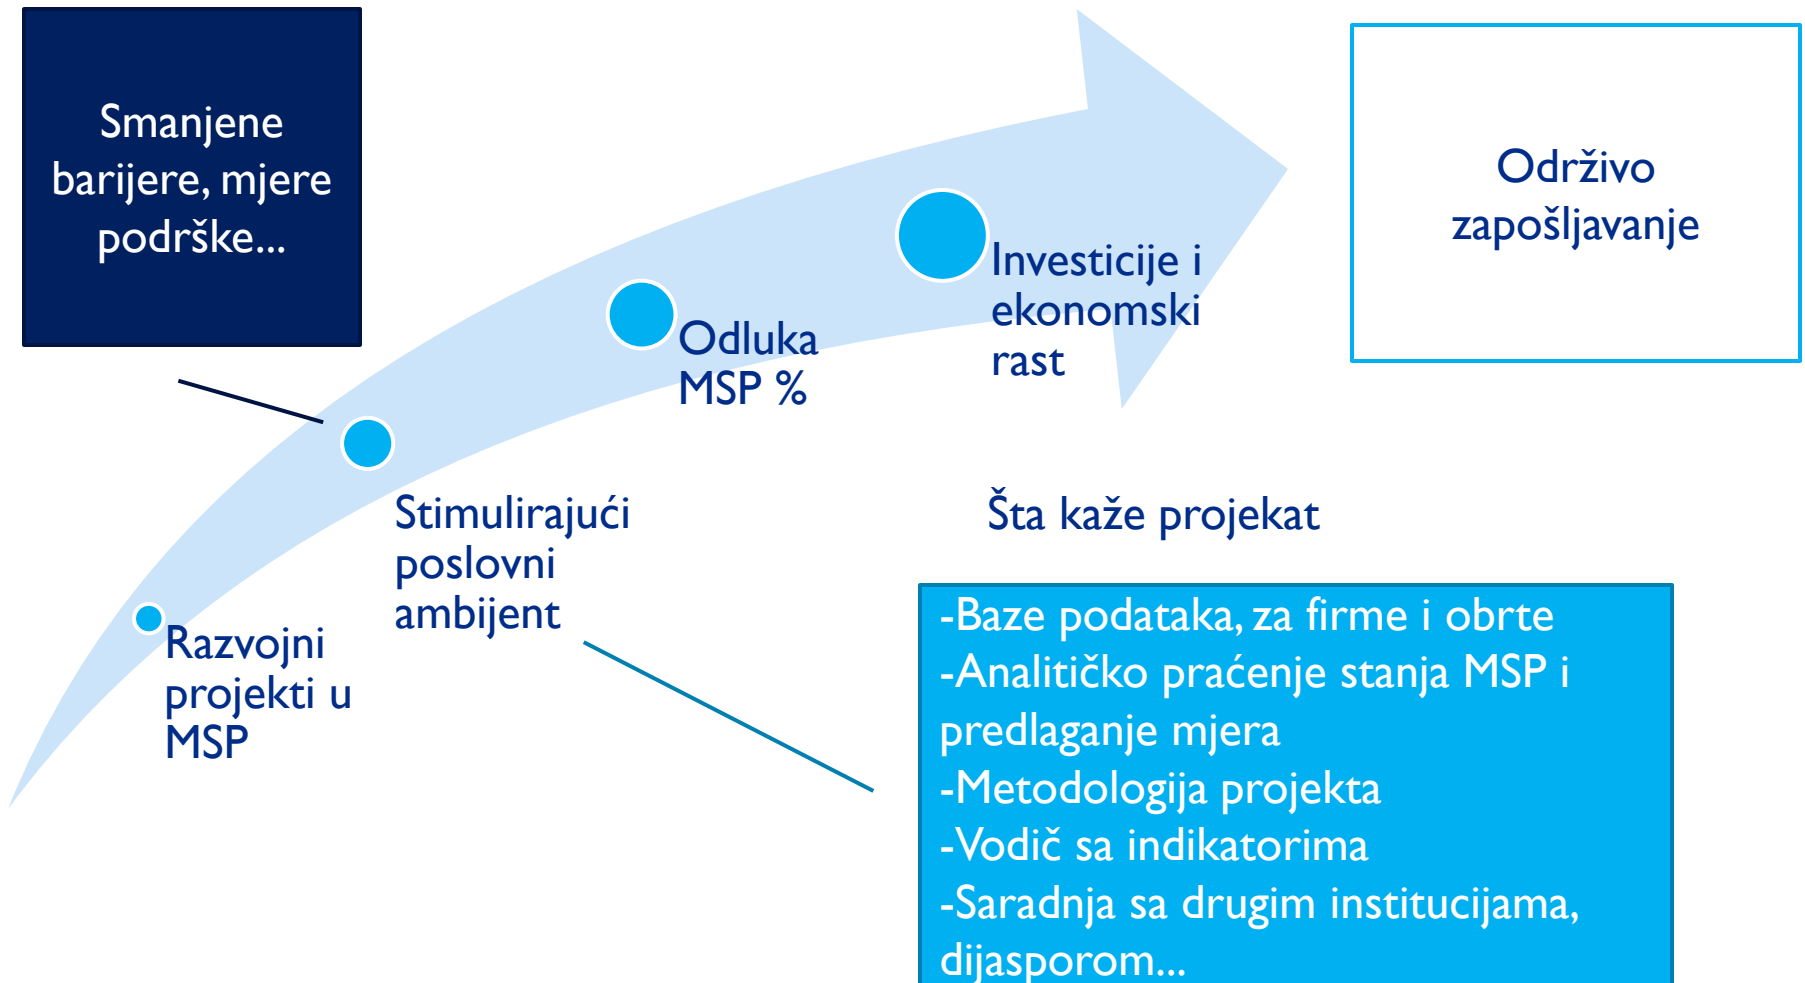 Smanjene
barijere, mjere
podrške...
Održivo
zapošljavanje
Investicije i
ekonomski
rast
Odluka
MSP %
Stimulirajući
poslovni
ambijent
Razvojni
projekti u
MSP
Šta kaže projekat
-Baze podataka, za firme i obrte
-Analitičko praćenje stanja MSP i
predlaganje mjera
-Metodologija projekta
-Vodič sa indikatorima
-Saradnja sa drugim institucijama,
dijasporom...